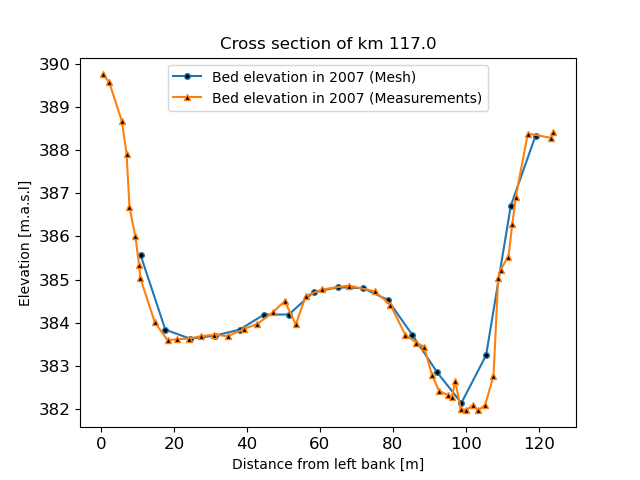 Cross section of km 117.0
Bed elevation in 2007 (Mesh)
Bed elevation in 2007 (Measurements)
Elevation [m.a.s.l]
390
389
388
387
386
385
384
383
382
0 20 40 60 80 100 120
Distance from left bank [m]